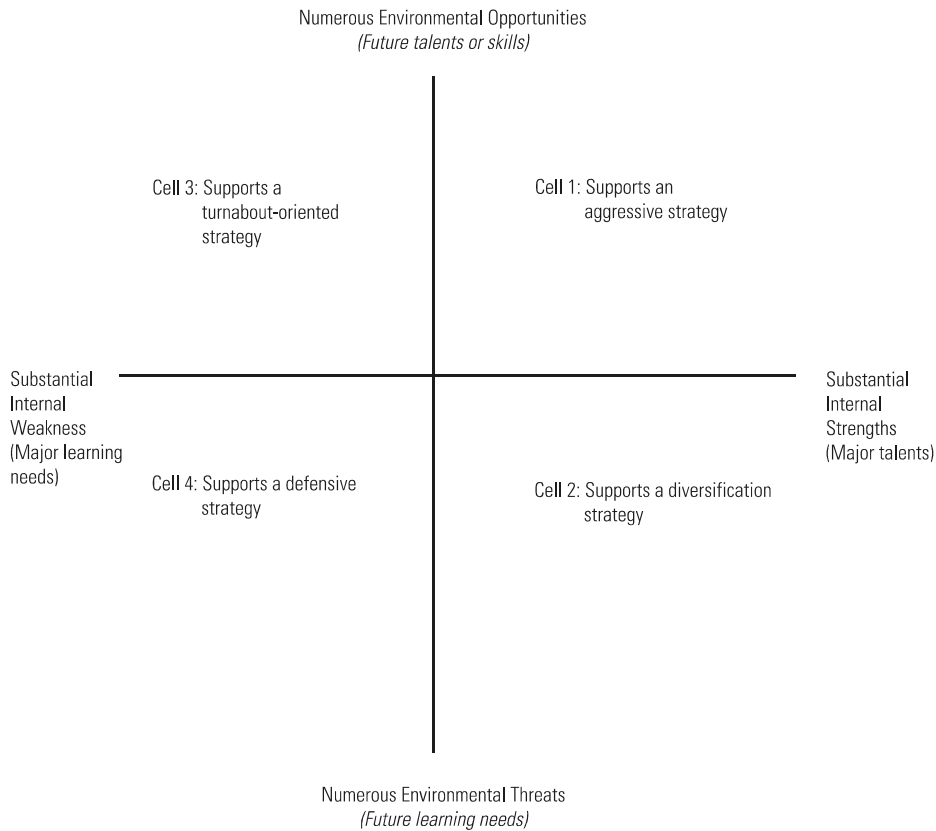 Numerous Environmental Opportunities
(Future talents or skills)
Cell 3: Supports a
turnabout-oriented
strategy
Cell 1: Supports an
aggressive strategy
Substantial
Internal
Weakness
(Major learning
needs)
Substantial
Internal
Strengths
(Major talents)
Cell 4: Supports a defensive
strategy
Cell 2: Supports a diversification
strategy
Numerous Environmental Threats
(Future learning needs)